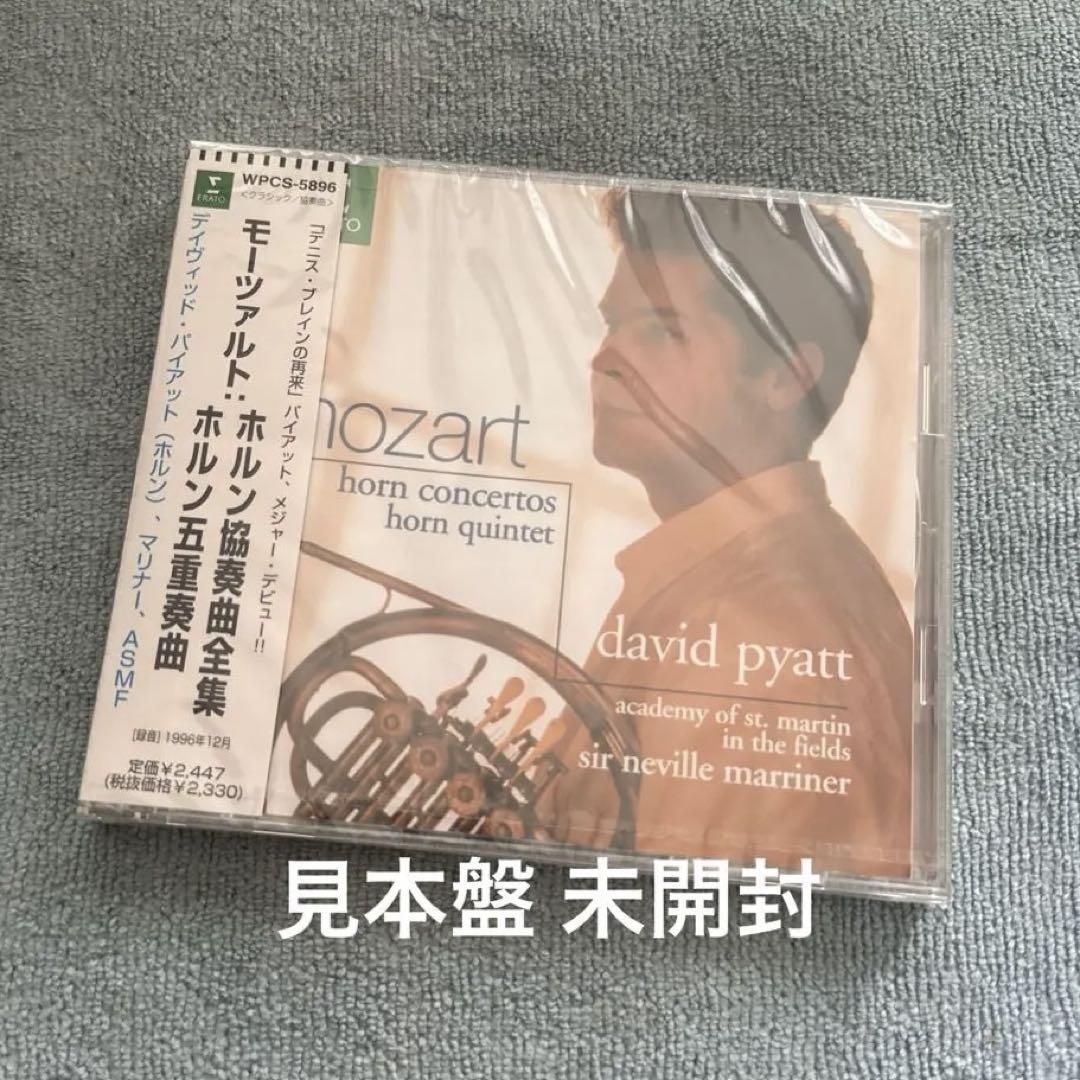 WPCS-5896
<クラシック/協奏曲>
ERATO
「デニス・ブレインの再来」パイアット、メジャー・デビュー!!
モーツァルト:ホルン協奏曲全集
ホルン五重奏曲
デイヴィッド・パイアット(ホルン)、マリナー、ASMF
[録音]1996年12月
定価¥2,447
(税抜価格¥2,330)
TO
mozart
horn concertos
horn quintet
david pyatt
academy of st. martin
in the fields
sir neville marriner
見本盤 未開封